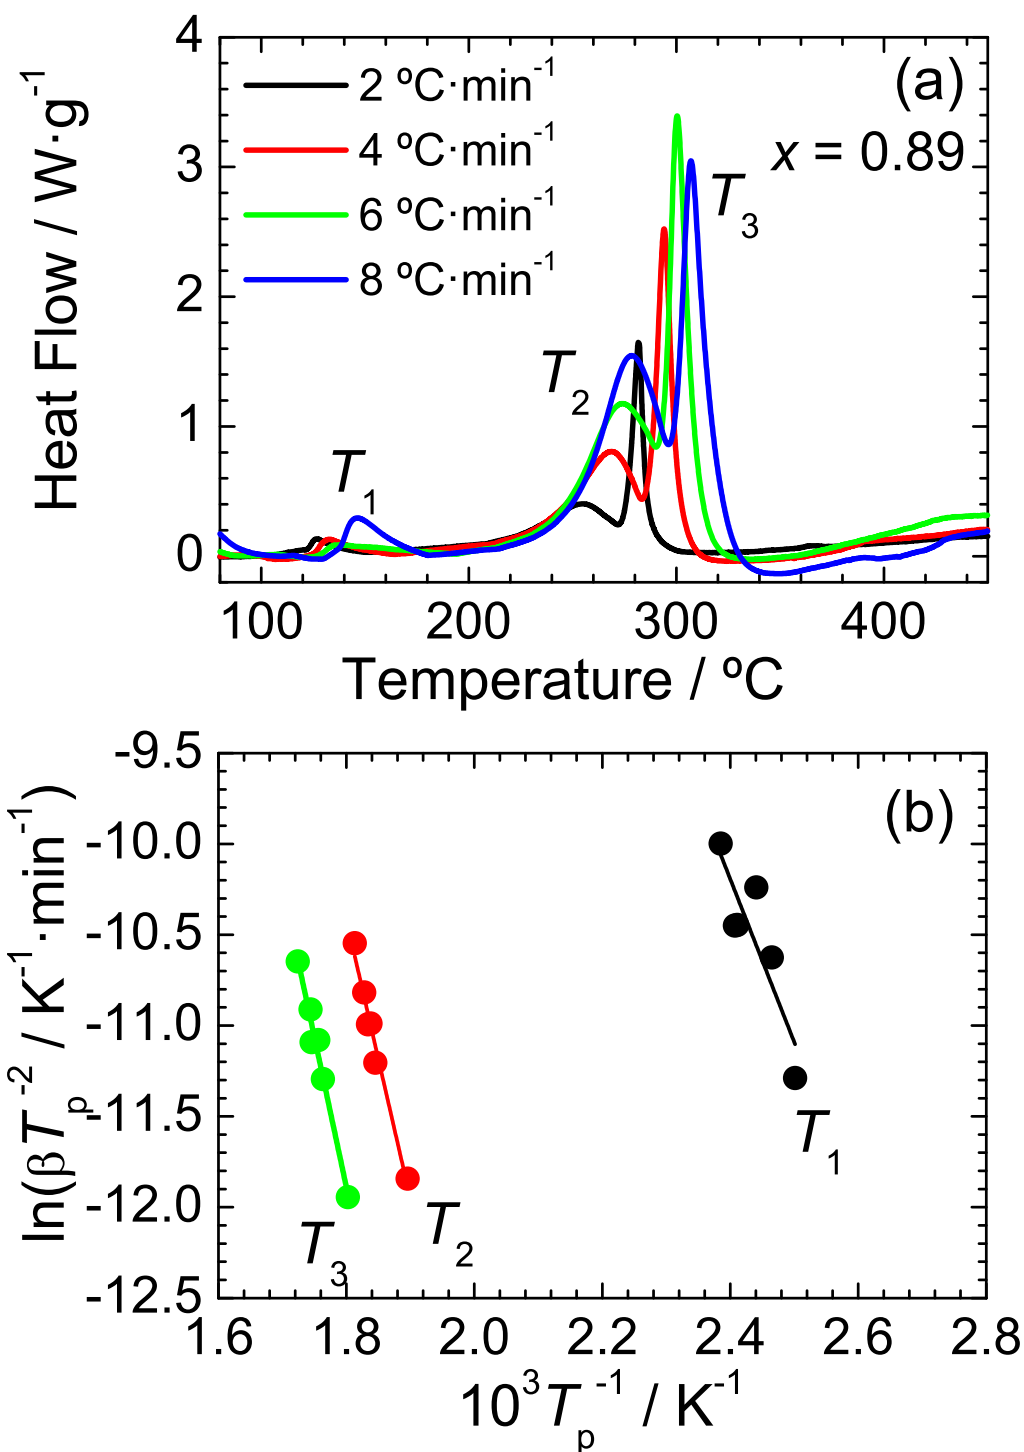 (a)
x = 0.89
2 ºC·min⁻¹
4 ºC·min⁻¹
6 ºC·min⁻¹
8 ºC·min⁻¹
T₁
T₂
T₃
Heat Flow / W·g⁻¹
4
3
2
1
0
100 200 300 400
Temperature / ºC
(b)
ln(βTₚ⁻² / K⁻¹·min⁻¹)
-9.5
-10.0
-10.5
-11.0
-11.5
-12.0
-12.5
T₃
T₂
T₁
1.6 1.8 2.0 2.2 2.4 2.6 2.8
10³Tₚ⁻¹ / K⁻¹